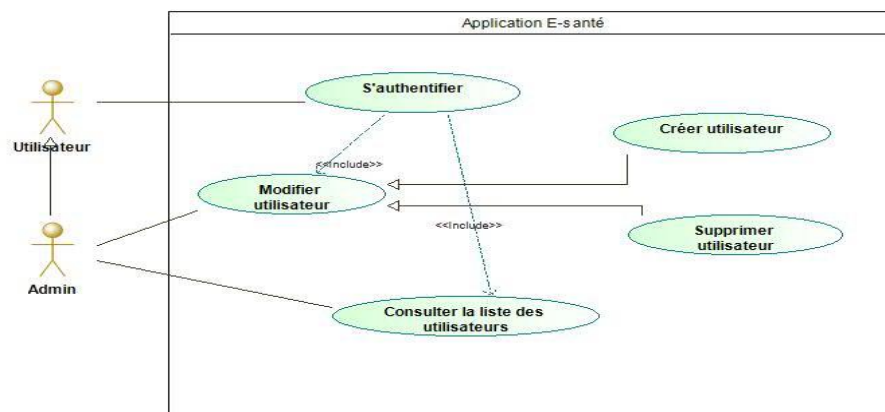 Application E-santé
S'authentifier
Utilisateur
Créer utilisateur
<<Include>>
Modifier
utilisateur
<<Include>>
Supprimer
utilisateur
Admin
Consulter la liste des
utilisateurs